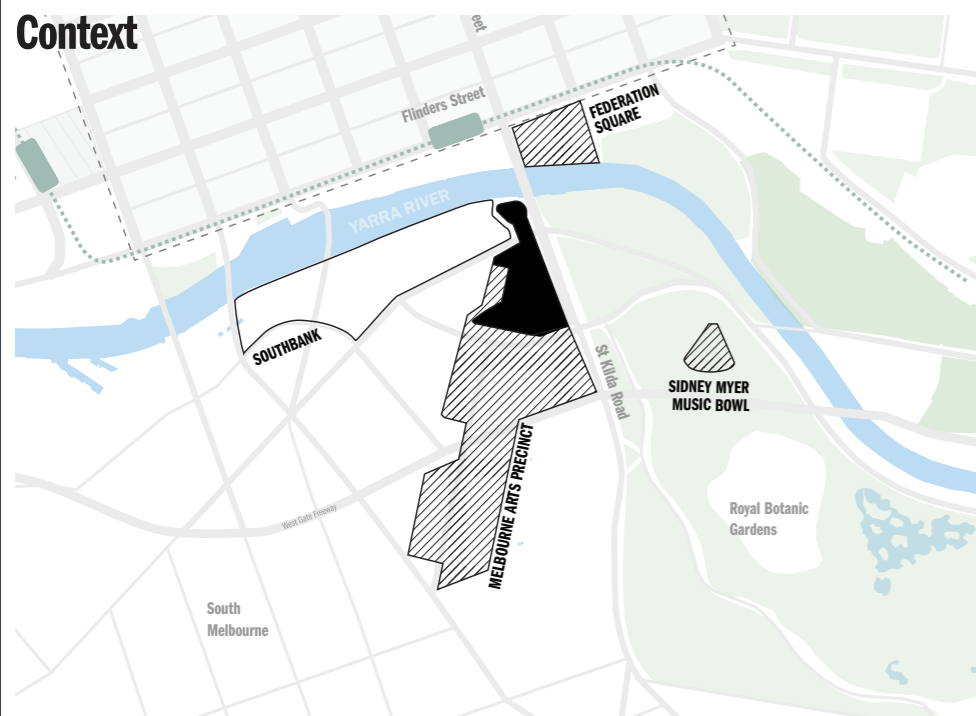 Context
eet
Flinders Street
FEDERATION
SQUARE
YARRA RIVER
SOUTHBANK
St Kilda Road
SIDNEY MYER
MUSIC BOWL
MELBOURNE ARTS PRECINCT
West Gate Freeway
Royal Botanic
Gardens
South
Melbourne